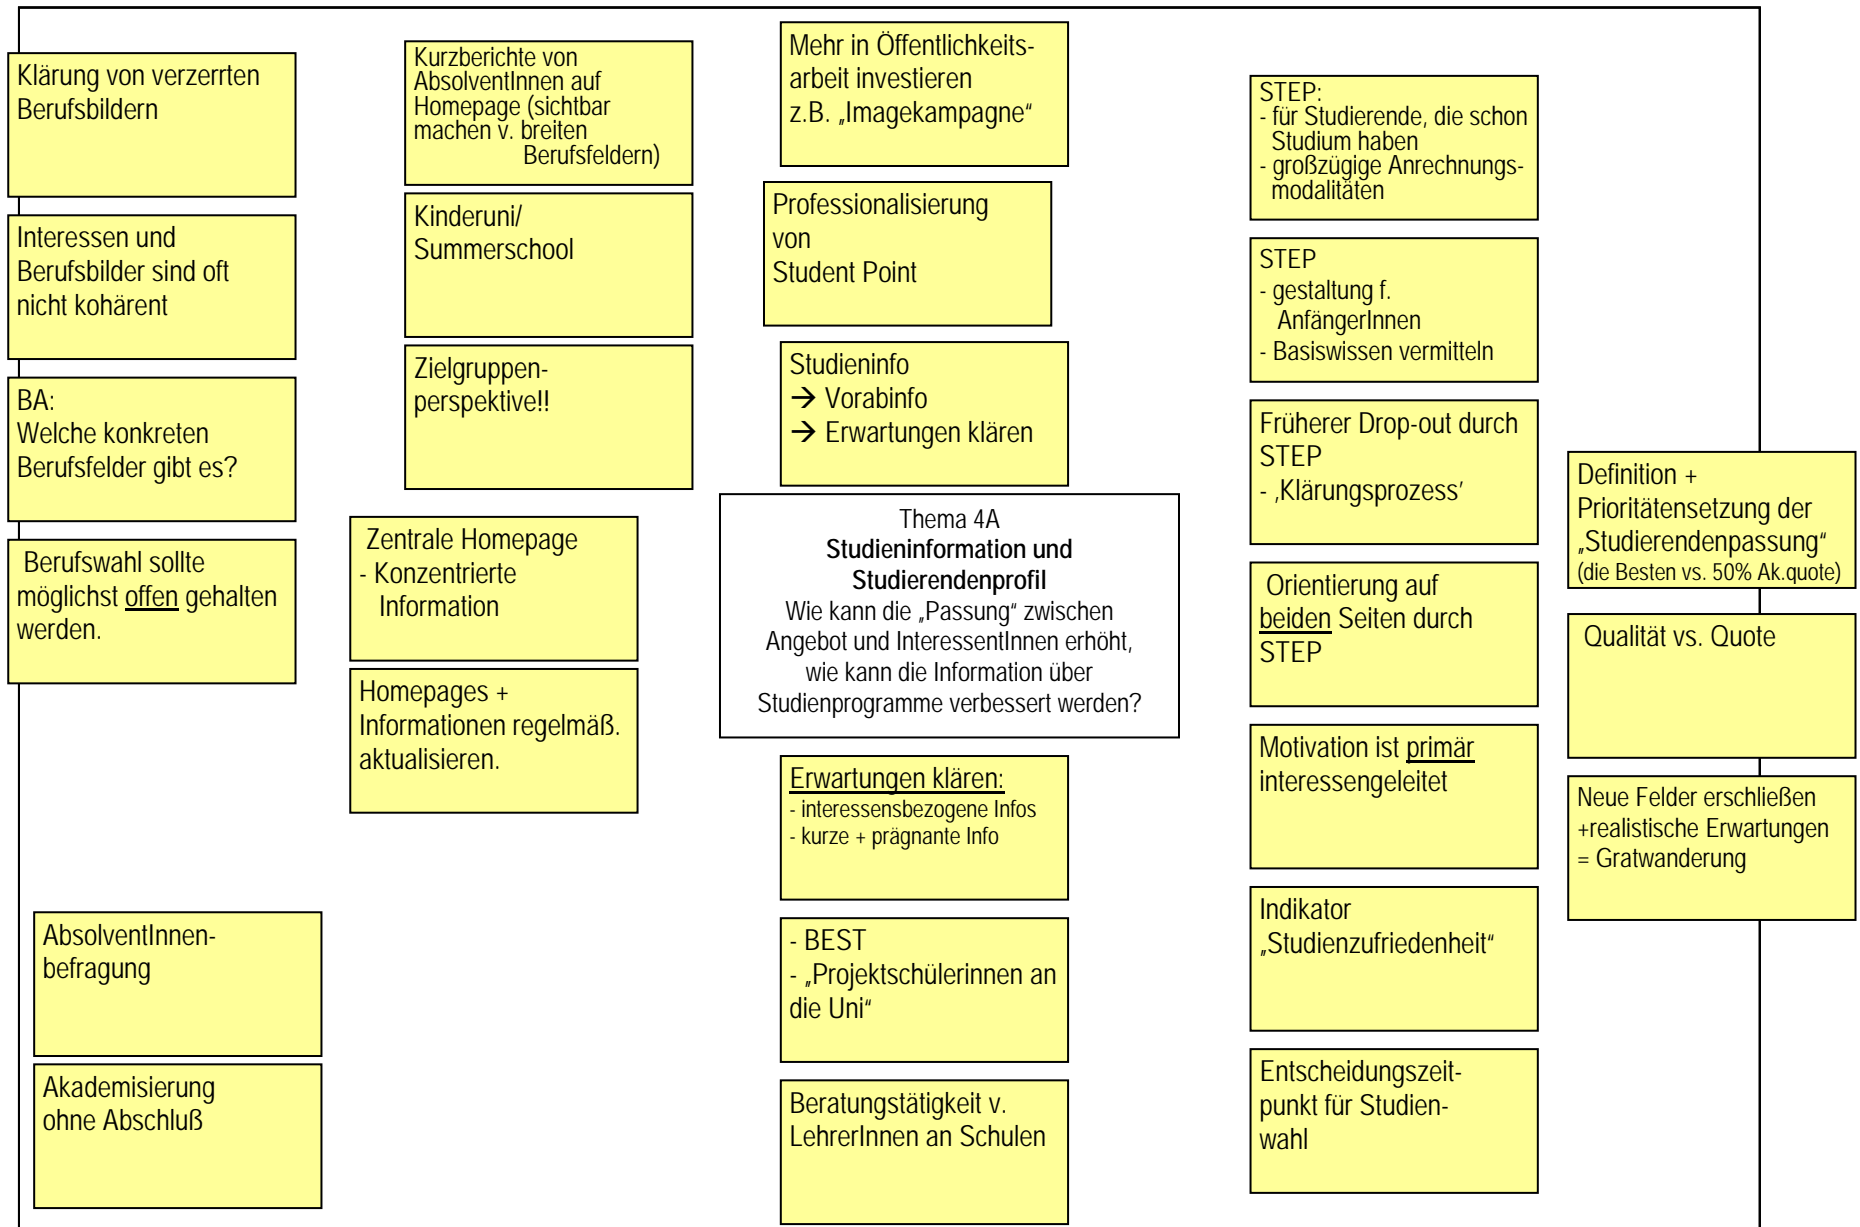 Klärung von verzerrten
Berufsbildern
Interessen und
Berufsbilder sind oft
nicht kohärent
BA:
Welche konkreten
Berufsfelder gibt es?
Berufswahl sollte
möglichst offen gehalten
werden.
AbsolventInnen-
befragung
Akademisierung
ohne Abschluß
Kurzberichte von
AbsolventInnen auf
Homepage (sichtbar
machen v. breiten
Berufsfeldern)
Kinderuni/
Summerschool
Zielgruppen-
perspektive!!
Zentrale Homepage
- Konzentrierte
Information
Homepages +
Informationen regelmäß.
aktualisieren.
Mehr in Öffentlichkeits-
arbeit investieren
z.B. „Imagekampagne“
Professionalisierung
von
Student Point
Studieninfo
→ Vorabinfo
→ Erwartungen klären
Thema 4A
Studieninformation und
Studierendenprofil
Wie kann die „Passung“ zwischen
Angebot und InteressentInnen erhöht,
wie kann die Information über
Studienprogramme verbessert werden?
Erwartungen klären:
- interessensbezogene Infos
- kurze + prägnante Info
- BEST
- „Projektschülerinnen an
die Uni“
Beratungstätigkeit v.
LehrerInnen an Schulen
STEP:
- für Studierende, die schon
Studium haben
- großzügige Anrechnungs-
modalitäten
STEP
- gestaltung f.
AnfängerInnen
- Basiswissen vermitteln
Früherer Drop-out durch
STEP
- ‚Klärungsprozess’
Orientierung auf
beiden Seiten durch
STEP
Motivation ist primär
interessengeleitet
Indikator
„Studienzufriedenheit“
Entscheidungszeit-
punkt für Studien-
wahl
Definition +
Prioritätensetzung der
„Studierendenpassung“
(die Besten vs. 50% Ak.quote)
Qualität vs. Quote
Neue Felder erschließen
+realistische Erwartungen
= Gratwanderung